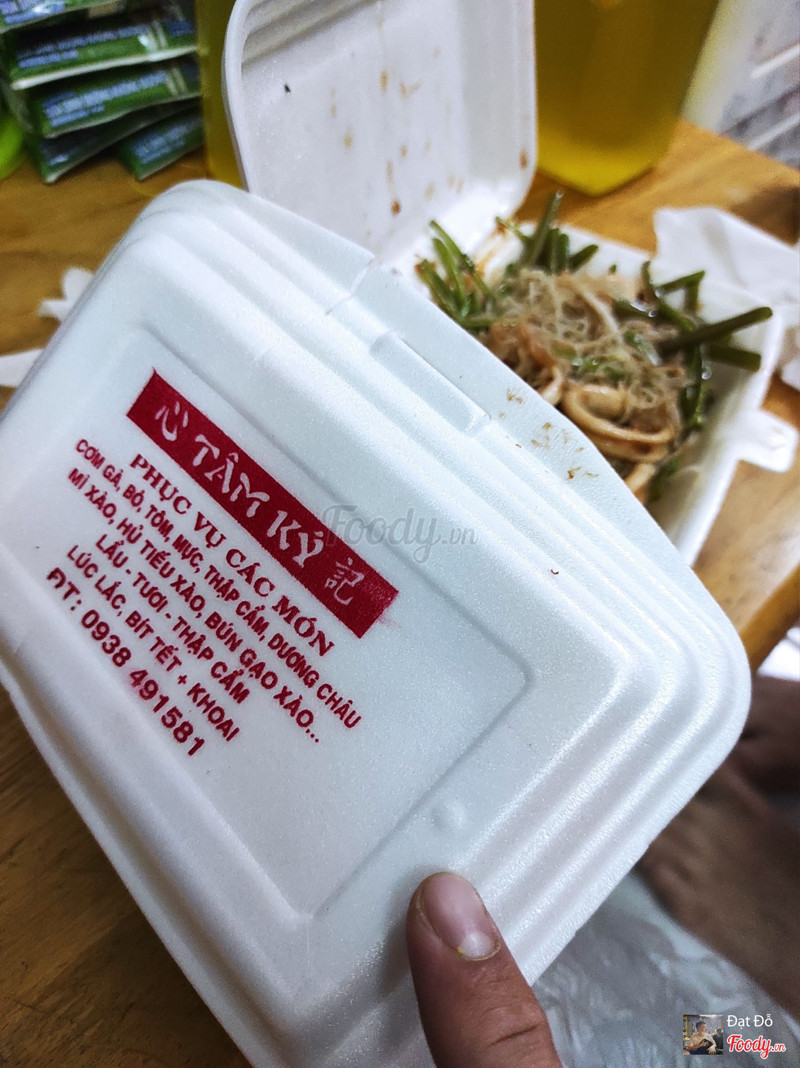 心 TÂM KÝ 記
PHỤC VỤ CÁC MÓN
CƠM GÀ, BÒ, TÔM, MỰC, THẬP CẨM, DƯƠNG CHÂU
MÌ XÀO, HỦ TIẾU XÀO, BÚN GẠO XÀO...
LẨU - TƯƠI - THẬP CẨM
LÚC LẮC, BÍT TẾT + KHOAI
ĐT : 0938 491581
Foody.vn
Đạt Đỗ
Foody.vn